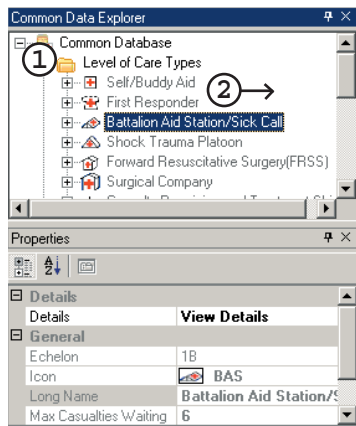 Common Data Explorer
Common Database
1
Level of Care Types
Self/Buddy Aid
First Responder
2
Battalion Aid Station/Sick Call
Shock Trauma Platoon
Forward Resuscitative Surgery(FRSS)
Surgical Company
Properties
Details
Details View Details
General
Echelon 1B
Icon BAS
Long Name Battalion Aid Station/S
Max Casualties Waiting 6